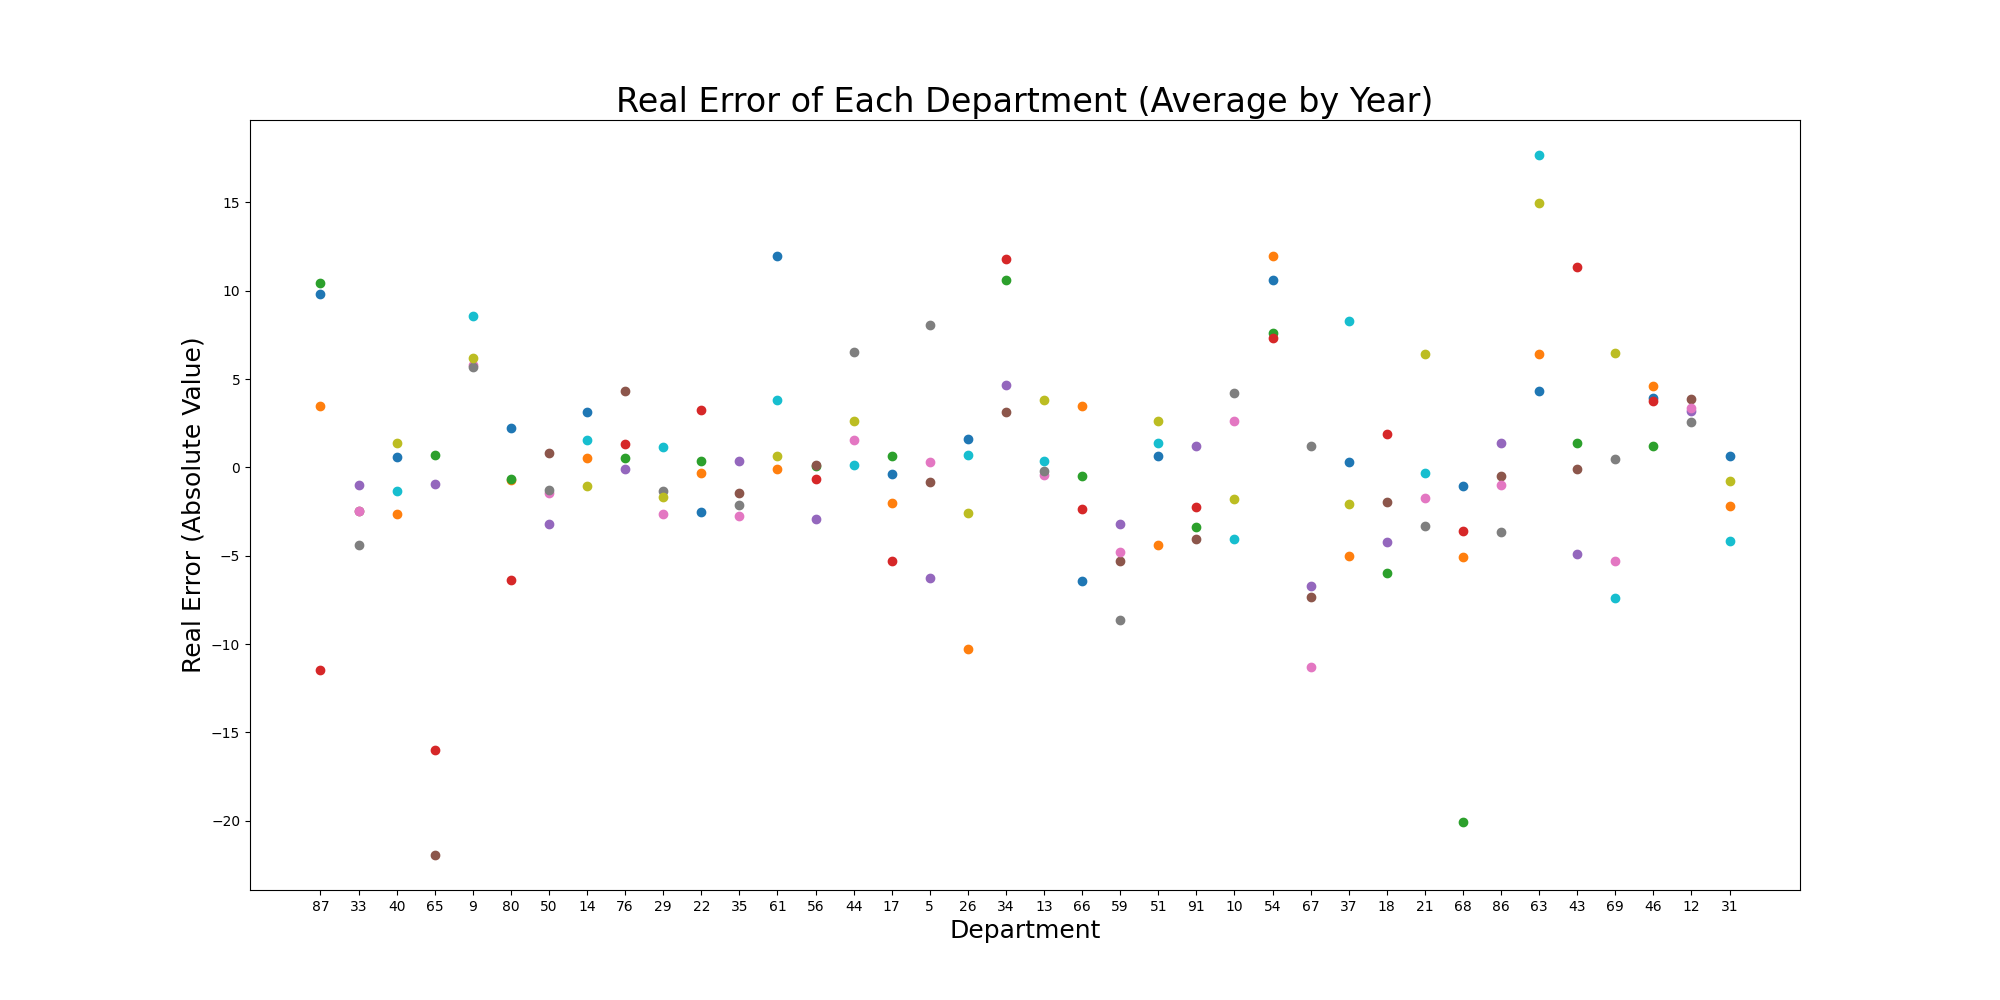 Real Error of Each Department (Average by Year)
Real Error (Absolute Value)
15
10
5
0
−5
−10
−15
−20
87 33 40 65 9 80 50 14 76 29 22 35 61 56 44 17 5 26 34 13 66 59 51 91 10 54 67 37 18 21 68 86 63 43 69 46 12 31
Department